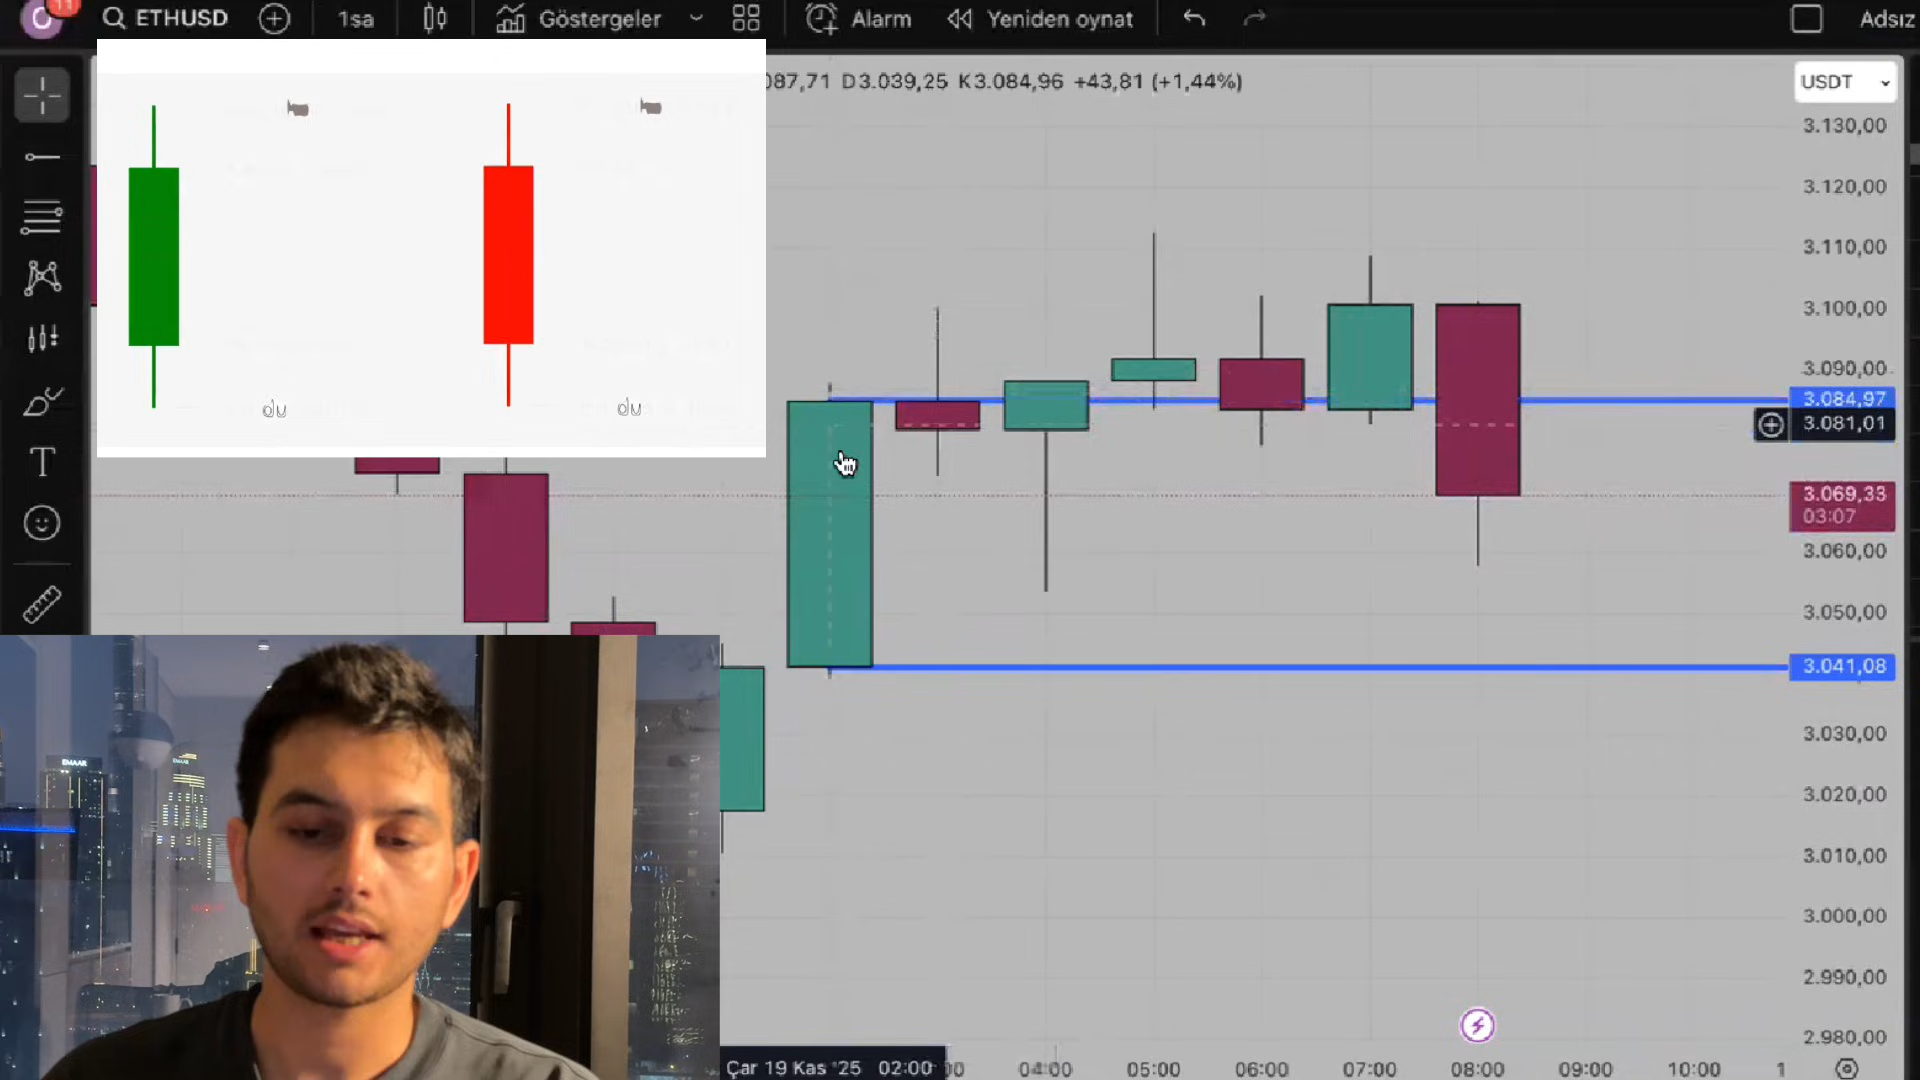 11
ETHUSD
1sa
Göstergeler
Alarm
Yeniden oynat
Adsız
087,71 D3.039,25 K3.084,96 +43,81 (+1,44%)
USDT
3.130,00
3.120,00
3.110,00
3.100,00
3.090,00
3.084,97
3.081,01
3.069,33
03:07
3.060,00
3.050,00
3.041,08
3.030,00
3.020,00
3.010,00
3.000,00
2.990,00
2.980,00
EMAAR
Çar 19 Kas '25 02:00
04:00
05:00
06:00
07:00
08:00
09:00
10:00
1